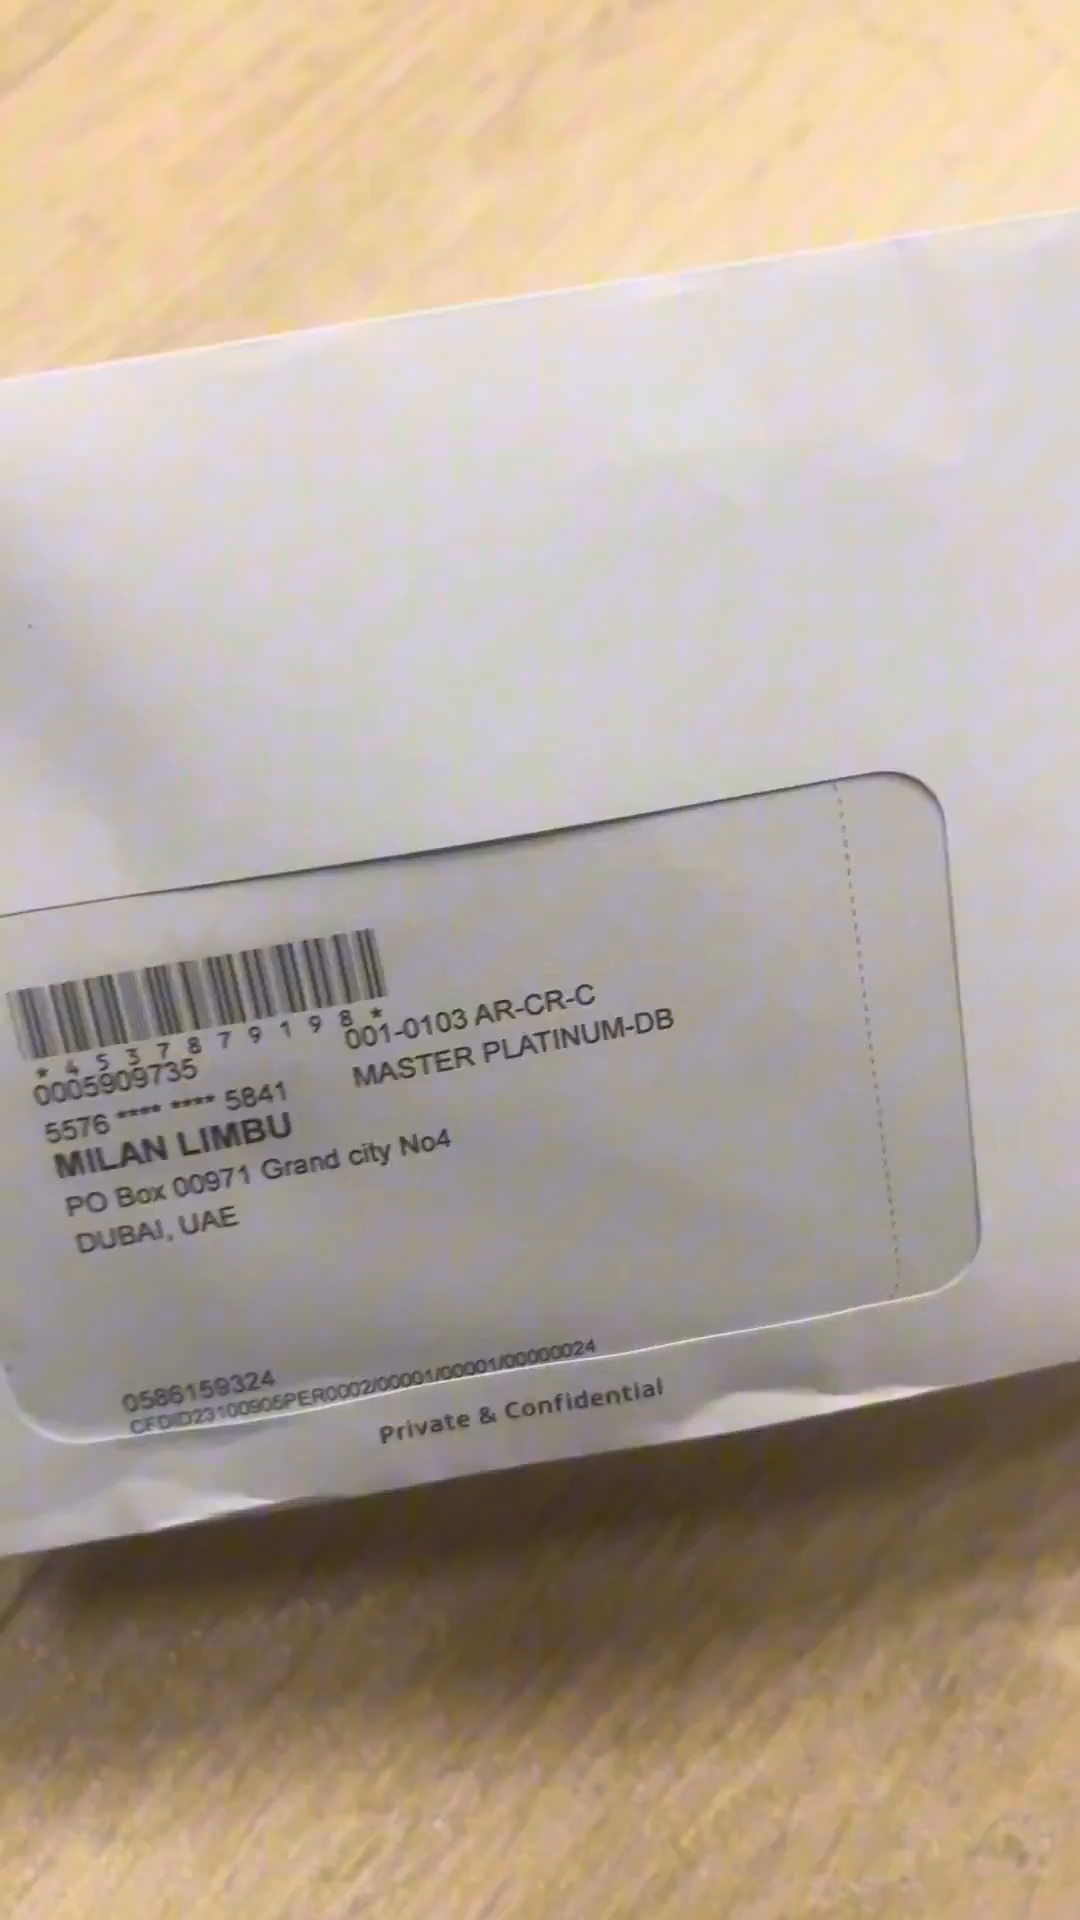 *4537879198*
0005909735 001-0103 AR-CR-C
5576 **** **** 5841 MASTER PLATINUM-DB
MILAN LIMBU
PO Box 00971 Grand city No4
DUBAI, UAE
0586159324
CFDID23100905PER0002/00001/00001/00000024
Private & Confidential